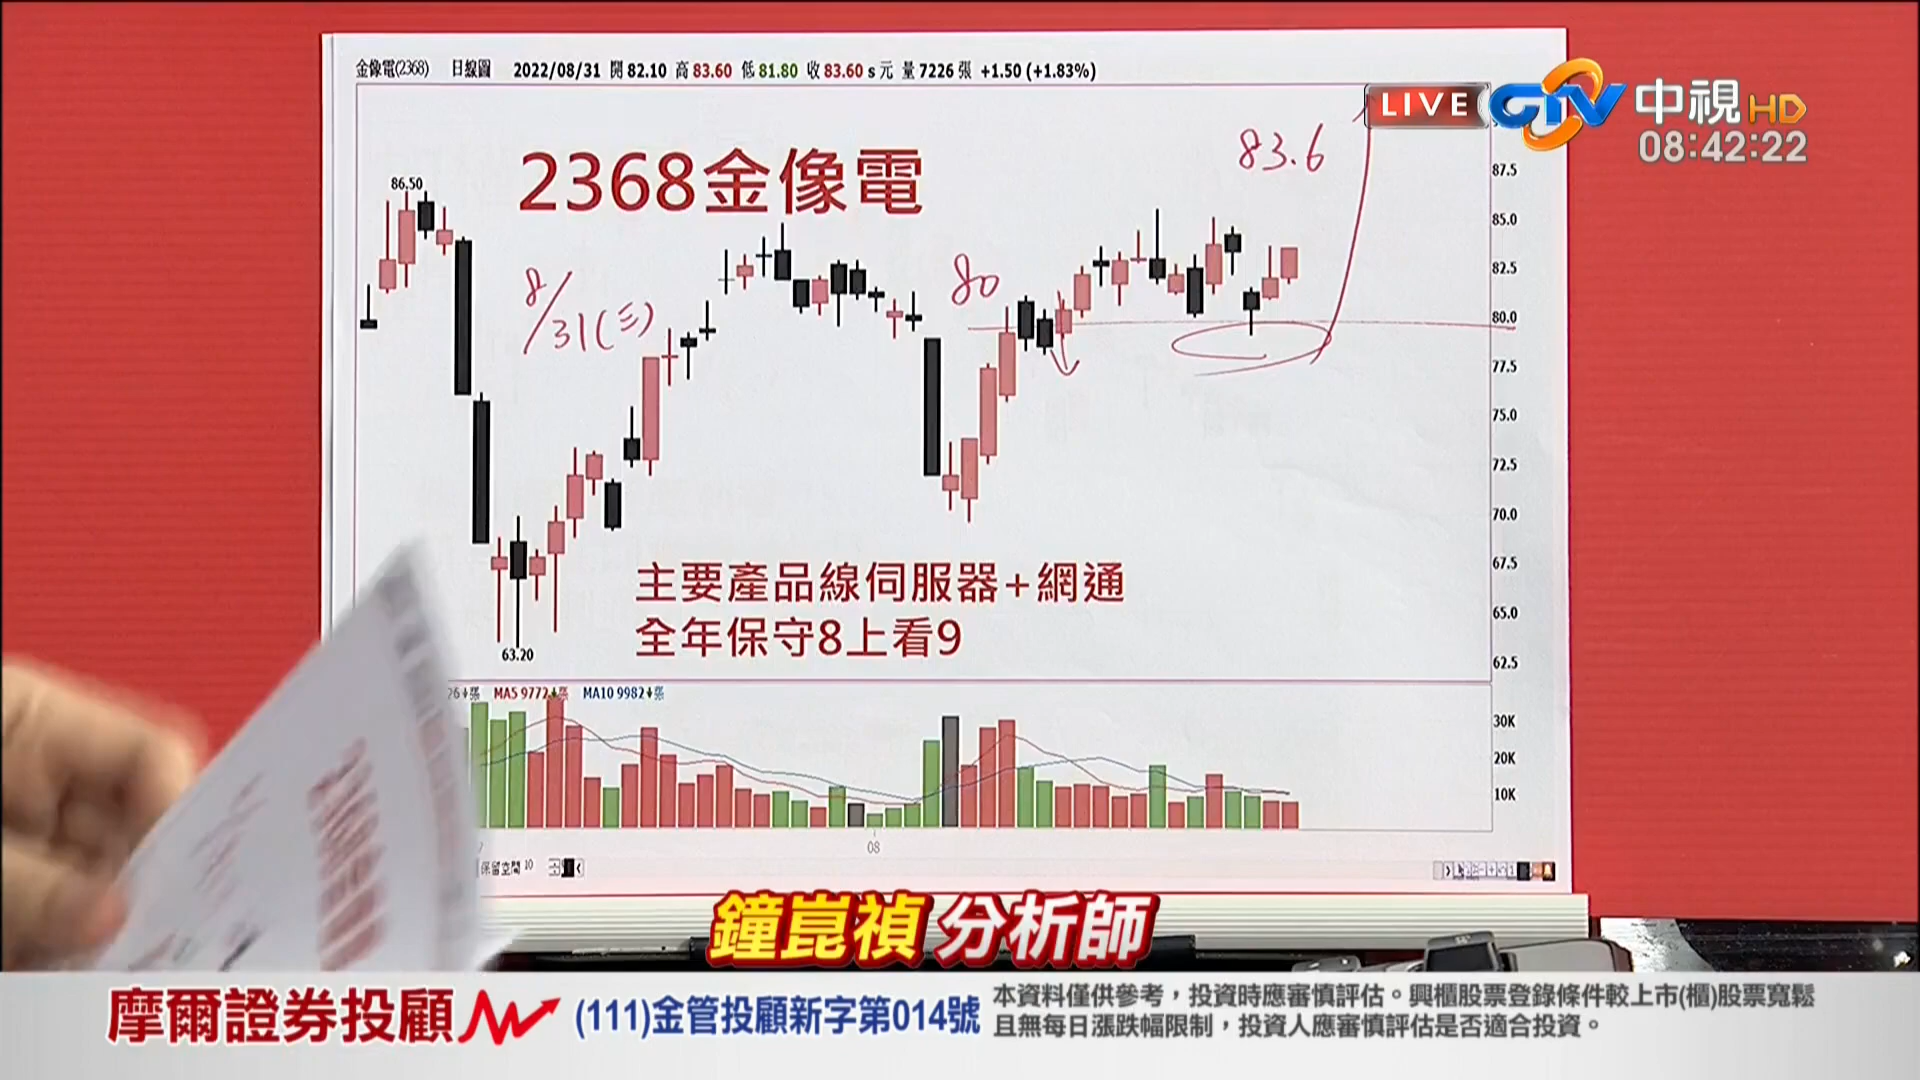 金像電(2368) 日線圖 2022/08/31 開 82.10 高 83.60 低 81.80 收 83.60 s 元 量 7226 張 +1.50 (+1.83%)
LIVE CTV 中視 HD
08:42:22
83.6
2368金像電
86.50
8/31(三)
80
87.5
85.0
82.5
80.0
77.5
75.0
72.5
70.0
67.5
65.0
62.5
主要產品線伺服器+網通
全年保守8上看9
63.20
MA5 9772↓張 MA10 9982↓張
30K
20K
10K
08
保留空間 10
鐘崑禎 分析師
摩爾證券投顧
(111)金管投顧新字第014號
本資料僅供參考，投資時應審慎評估。興櫃股票登錄條件較上市(櫃)股票寬鬆
且無每日漲跌幅限制，投資人應審慎評估是否適合投資。